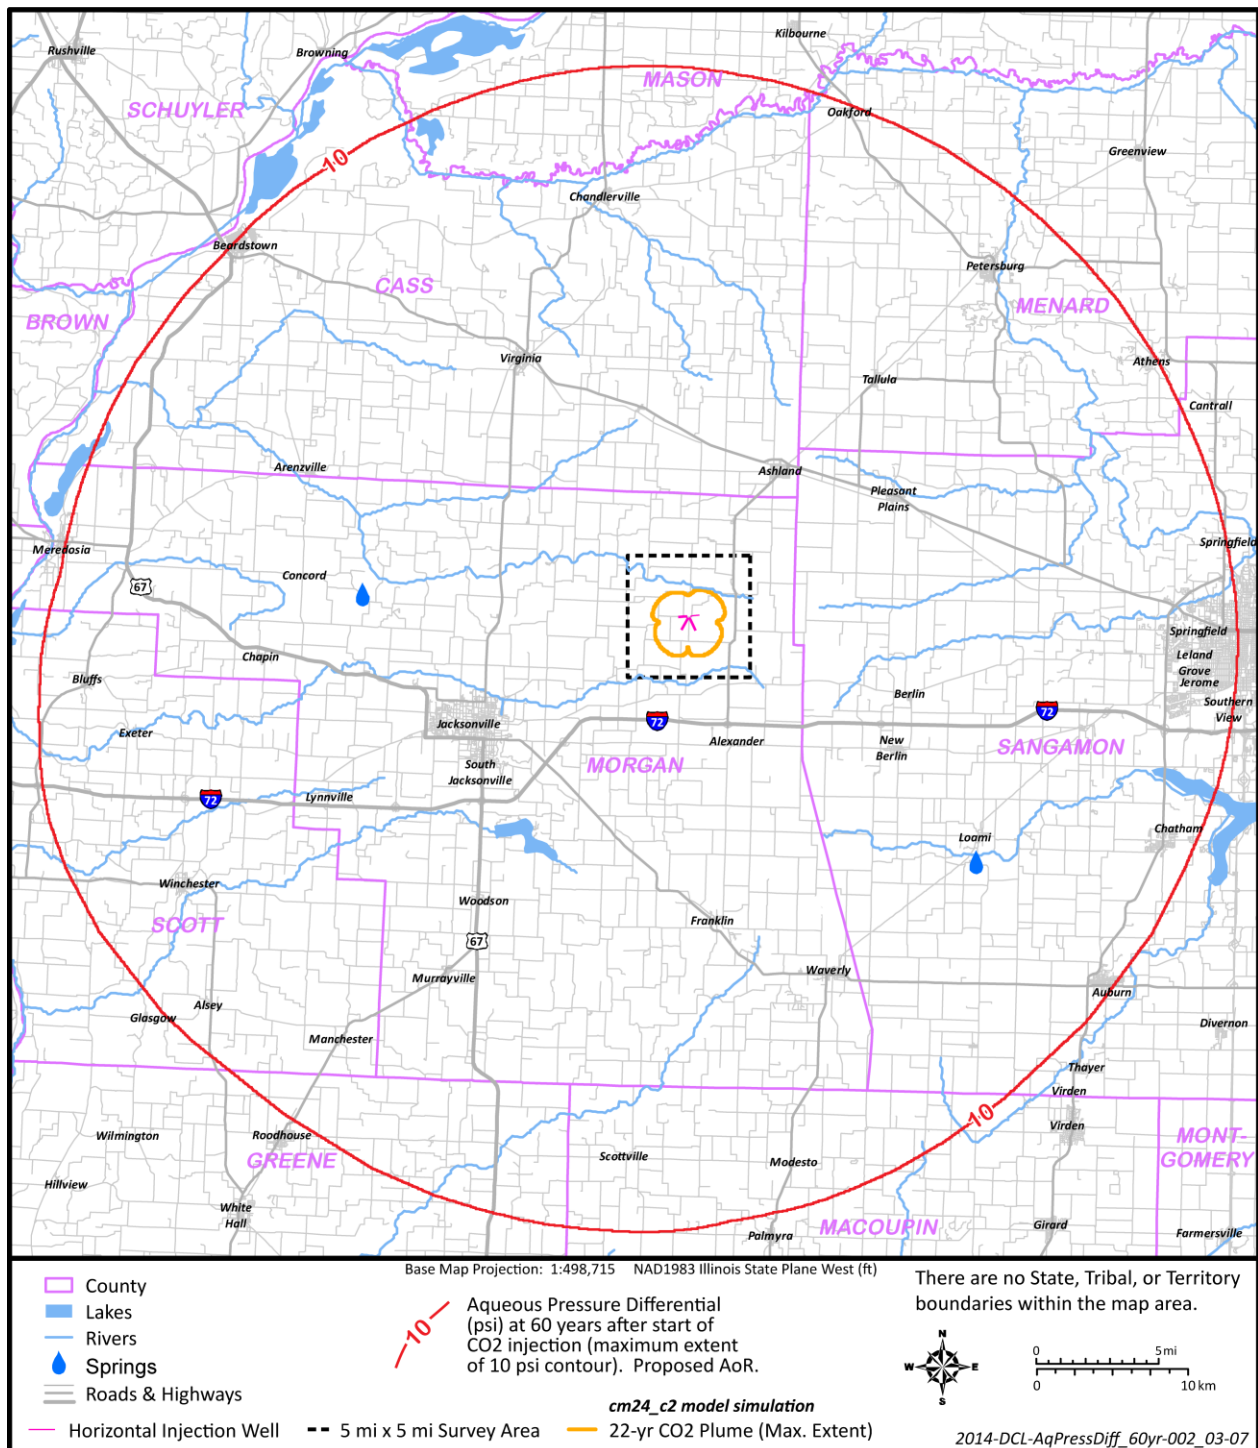 Rushville
Browning
Kilbourne
MASON
SCHUYLER
Oakford
Greenview
10
Chandlerville
Beardstown
Petersburg
CASS
MENARD
BROWN
Virginia
Athens
Tallula
Cantrall
Arenzville
Ashland
Pleasant
Plains
Meredosia
Springfield
Concord
67
Springfield
Chapin
Leland
Grove
Jerome
Bluffs
Berlin
Southern
View
Jacksonville
72
72
Exeter
Alexander
New
Berlin
SANGAMON
South
Jacksonville
MORGAN
72
Lynnville
Chatham
Loami
Winchester
Woodson
SCOTT
Franklin
67
Waverly
Murrayville
Auburn
Alsey
Glasgow
Divernon
Manchester
Thayer
Virden
10
Virden
Wilmington
Roodhouse
MONT-
GOMERY
GREENE
Scottville
Modesto
Hillview
White
Hall
MACOUPIN
Girard
Palmyra
Farmersville
Base Map Projection: 1:498,715 NAD1983 Illinois State Plane West (ft)
County
Lakes
Rivers
Springs
Roads & Highways
Horizontal Injection Well
10
Aqueous Pressure Differential
(psi) at 60 years after start of
CO2 injection (maximum extent
of 10 psi contour). Proposed AoR.
cm24_c2 model simulation
5 mi x 5 mi Survey Area
22-yr CO2 Plume (Max. Extent)
There are no State, Tribal, or Territory
boundaries within the map area.
N
W E
S
0 5 mi
0 10 km
2014-DCL-AqPressDiff_60yr-002_03-07